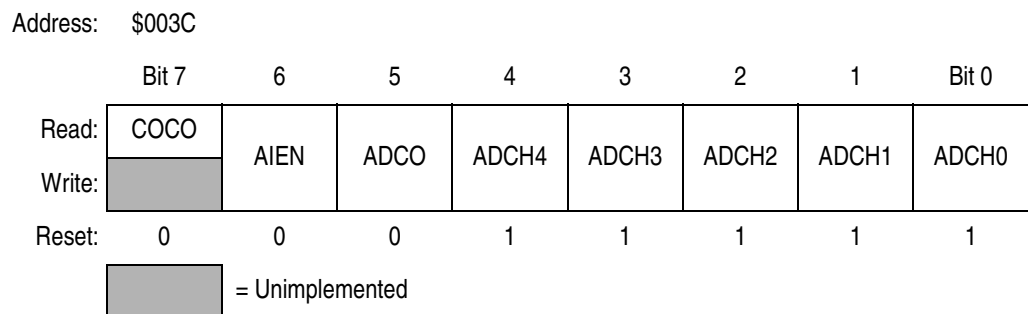 Address: $003C
Bit 7 6 5 4 3 2 1 Bit 0
Read: COCO AIEN ADCO ADCH4 ADCH3 ADCH2 ADCH1 ADCH0
Write:
Reset: 0 0 0 1 1 1 1 1
= Unimplemented